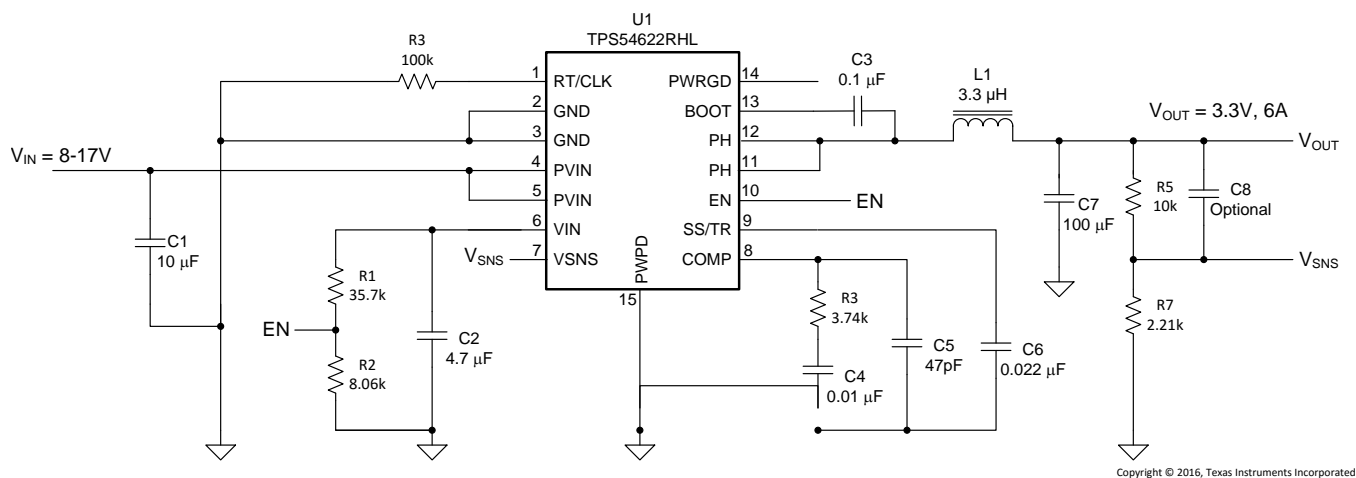 U1
TPS54622RHL
R3
100k
C3
0.1 µF
L1
3.3 µH
V_OUT = 3.3V, 6A
V_OUT
V_IN = 8-17V
1 RT/CLK
2 GND
3 GND
4 PVIN
5 PVIN
6 VIN
7 VSNS
PWRGD 14
BOOT 13
PH 12
PH 11
EN 10
SS/TR 9
COMP 8
PWPD
15
EN
V_SNS
C1
10 µF
R1
35.7k
EN
R2
8.06k
C2
4.7 µF
R3
3.74k
C4
0.01 µF
C5
47pF
C6
0.022 µF
C7
100 µF
R5
10k
C8
Optional
V_SNS
R7
2.21k
Copyright © 2016, Texas Instruments Incorporated